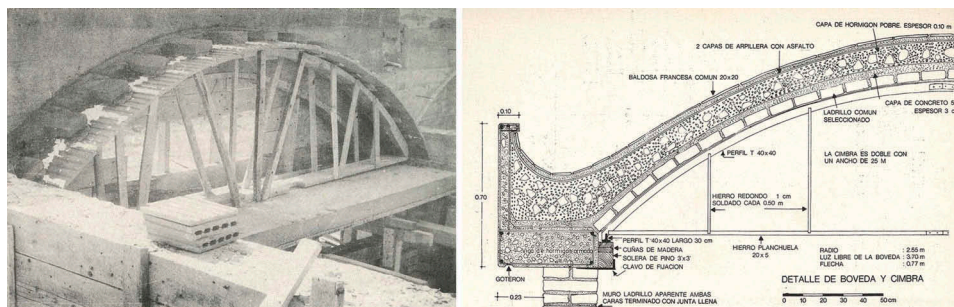 CAPA DE HORMIGON POBRE. ESPESOR 0.10 m
2 CAPAS DE ARPILLERA CON ASFALTO
BALDOSA FRANCESA COMUN 20x20
0.10
CAPA DE CONCRETO 5
ESPESOR 3 c
LADRILLO COMUN
SELECCIONADO
PERFIL T 40x40
LA CIMBRA ES DOBLE CON
UN ANCHO DE 25 M
0.70
HIERRO REDONDO 1 cm
SOLDADO CADA 0.50 m
PERFIL T 40x40 LARGO 30 cm
CUÑAS DE MADERA
SOLERA DE PINO 3'x3'
CLAVO DE FIJACION
HIERRO PLANCHUELA
20x5
RADIO : 2.55 m
LUZ LIBRE DE LA BOVEDA : 3.70 m
FLECHA : 0.77 m
GOTERON
DETALLE DE BOVEDA Y CIMBRA
0.23
MURO LADRILLO APARENTE AMBAS
CARAS TERMINADO CON JUNTA LLENA
0 10 20 30 40 50cm